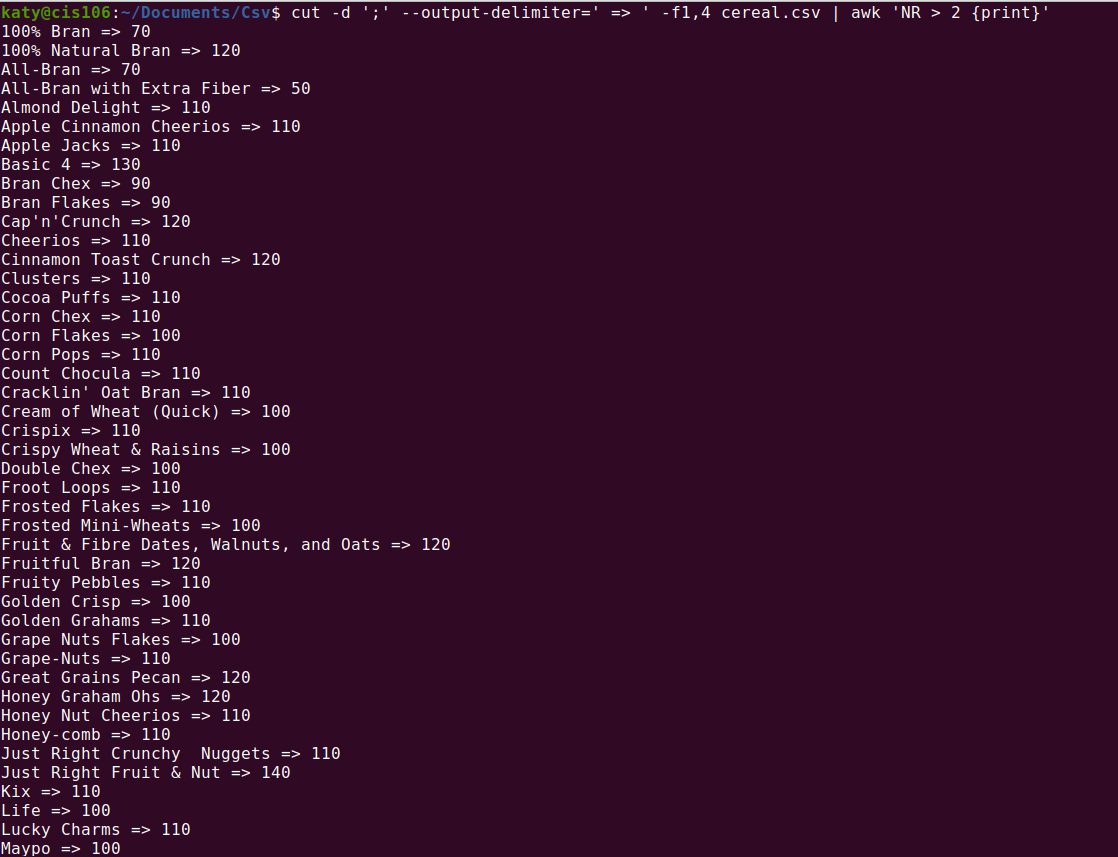 katy@cis106:~/Documents/Csv$ cut -d ';' --output-delimiter=' => ' -f1,4 cereal.csv | awk 'NR > 2 {print}'
100% Bran => 70
100% Natural Bran => 120
All-Bran => 70
All-Bran with Extra Fiber => 50
Almond Delight => 110
Apple Cinnamon Cheerios => 110
Apple Jacks => 110
Basic 4 => 130
Bran Chex => 90
Bran Flakes => 90
Cap'n'Crunch => 120
Cheerios => 110
Cinnamon Toast Crunch => 120
Clusters => 110
Cocoa Puffs => 110
Corn Chex => 110
Corn Flakes => 100
Corn Pops => 110
Count Chocula => 110
Cracklin' Oat Bran => 110
Cream of Wheat (Quick) => 100
Crispix => 110
Crispy Wheat & Raisins => 100
Double Chex => 100
Froot Loops => 110
Frosted Flakes => 110
Frosted Mini-Wheats => 100
Fruit & Fibre Dates, Walnuts, and Oats => 120
Fruitful Bran => 120
Fruity Pebbles => 110
Golden Crisp => 100
Golden Grahams => 110
Grape Nuts Flakes => 100
Grape-Nuts => 110
Great Grains Pecan => 120
Honey Graham Ohs => 120
Honey Nut Cheerios => 110
Honey-comb => 110
Just Right Crunchy  Nuggets => 110
Just Right Fruit & Nut => 140
Kix => 110
Life => 100
Lucky Charms => 110
Maypo => 100